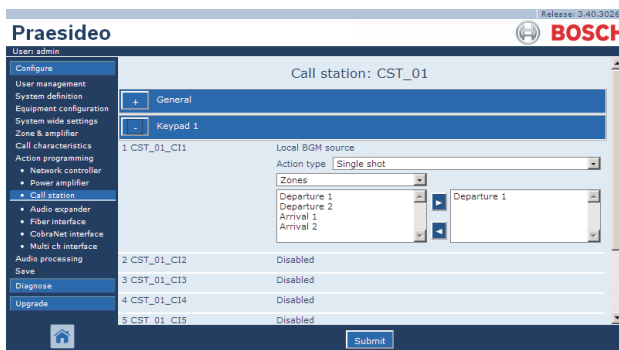 Release: 3.40.3026
Praesideo
BOSCH
User: admin
Configure
User management
System definition
Equipment configuration
System wide settings
Zone & amplifier
Call characteristics
Action programming
• Network controller
• Power amplifier
• Call station
• Audio expander
• Fiber interface
• CobraNet interface
• Multi ch interface
Audio processing
Save
Diagnose
Upgrade
Call station: CST_01
+ General
- Keypad 1
1 CST_01_CI1 Local BGM source
Action type Single shot
Zones
Departure 1
Departure 2
Arrival 1
Arrival 2
Departure 1
2 CST_01_CI2 Disabled
3 CST_01_CI3 Disabled
4 CST_01_CI4 Disabled
5 CST_01_CI5 Disabled
Submit